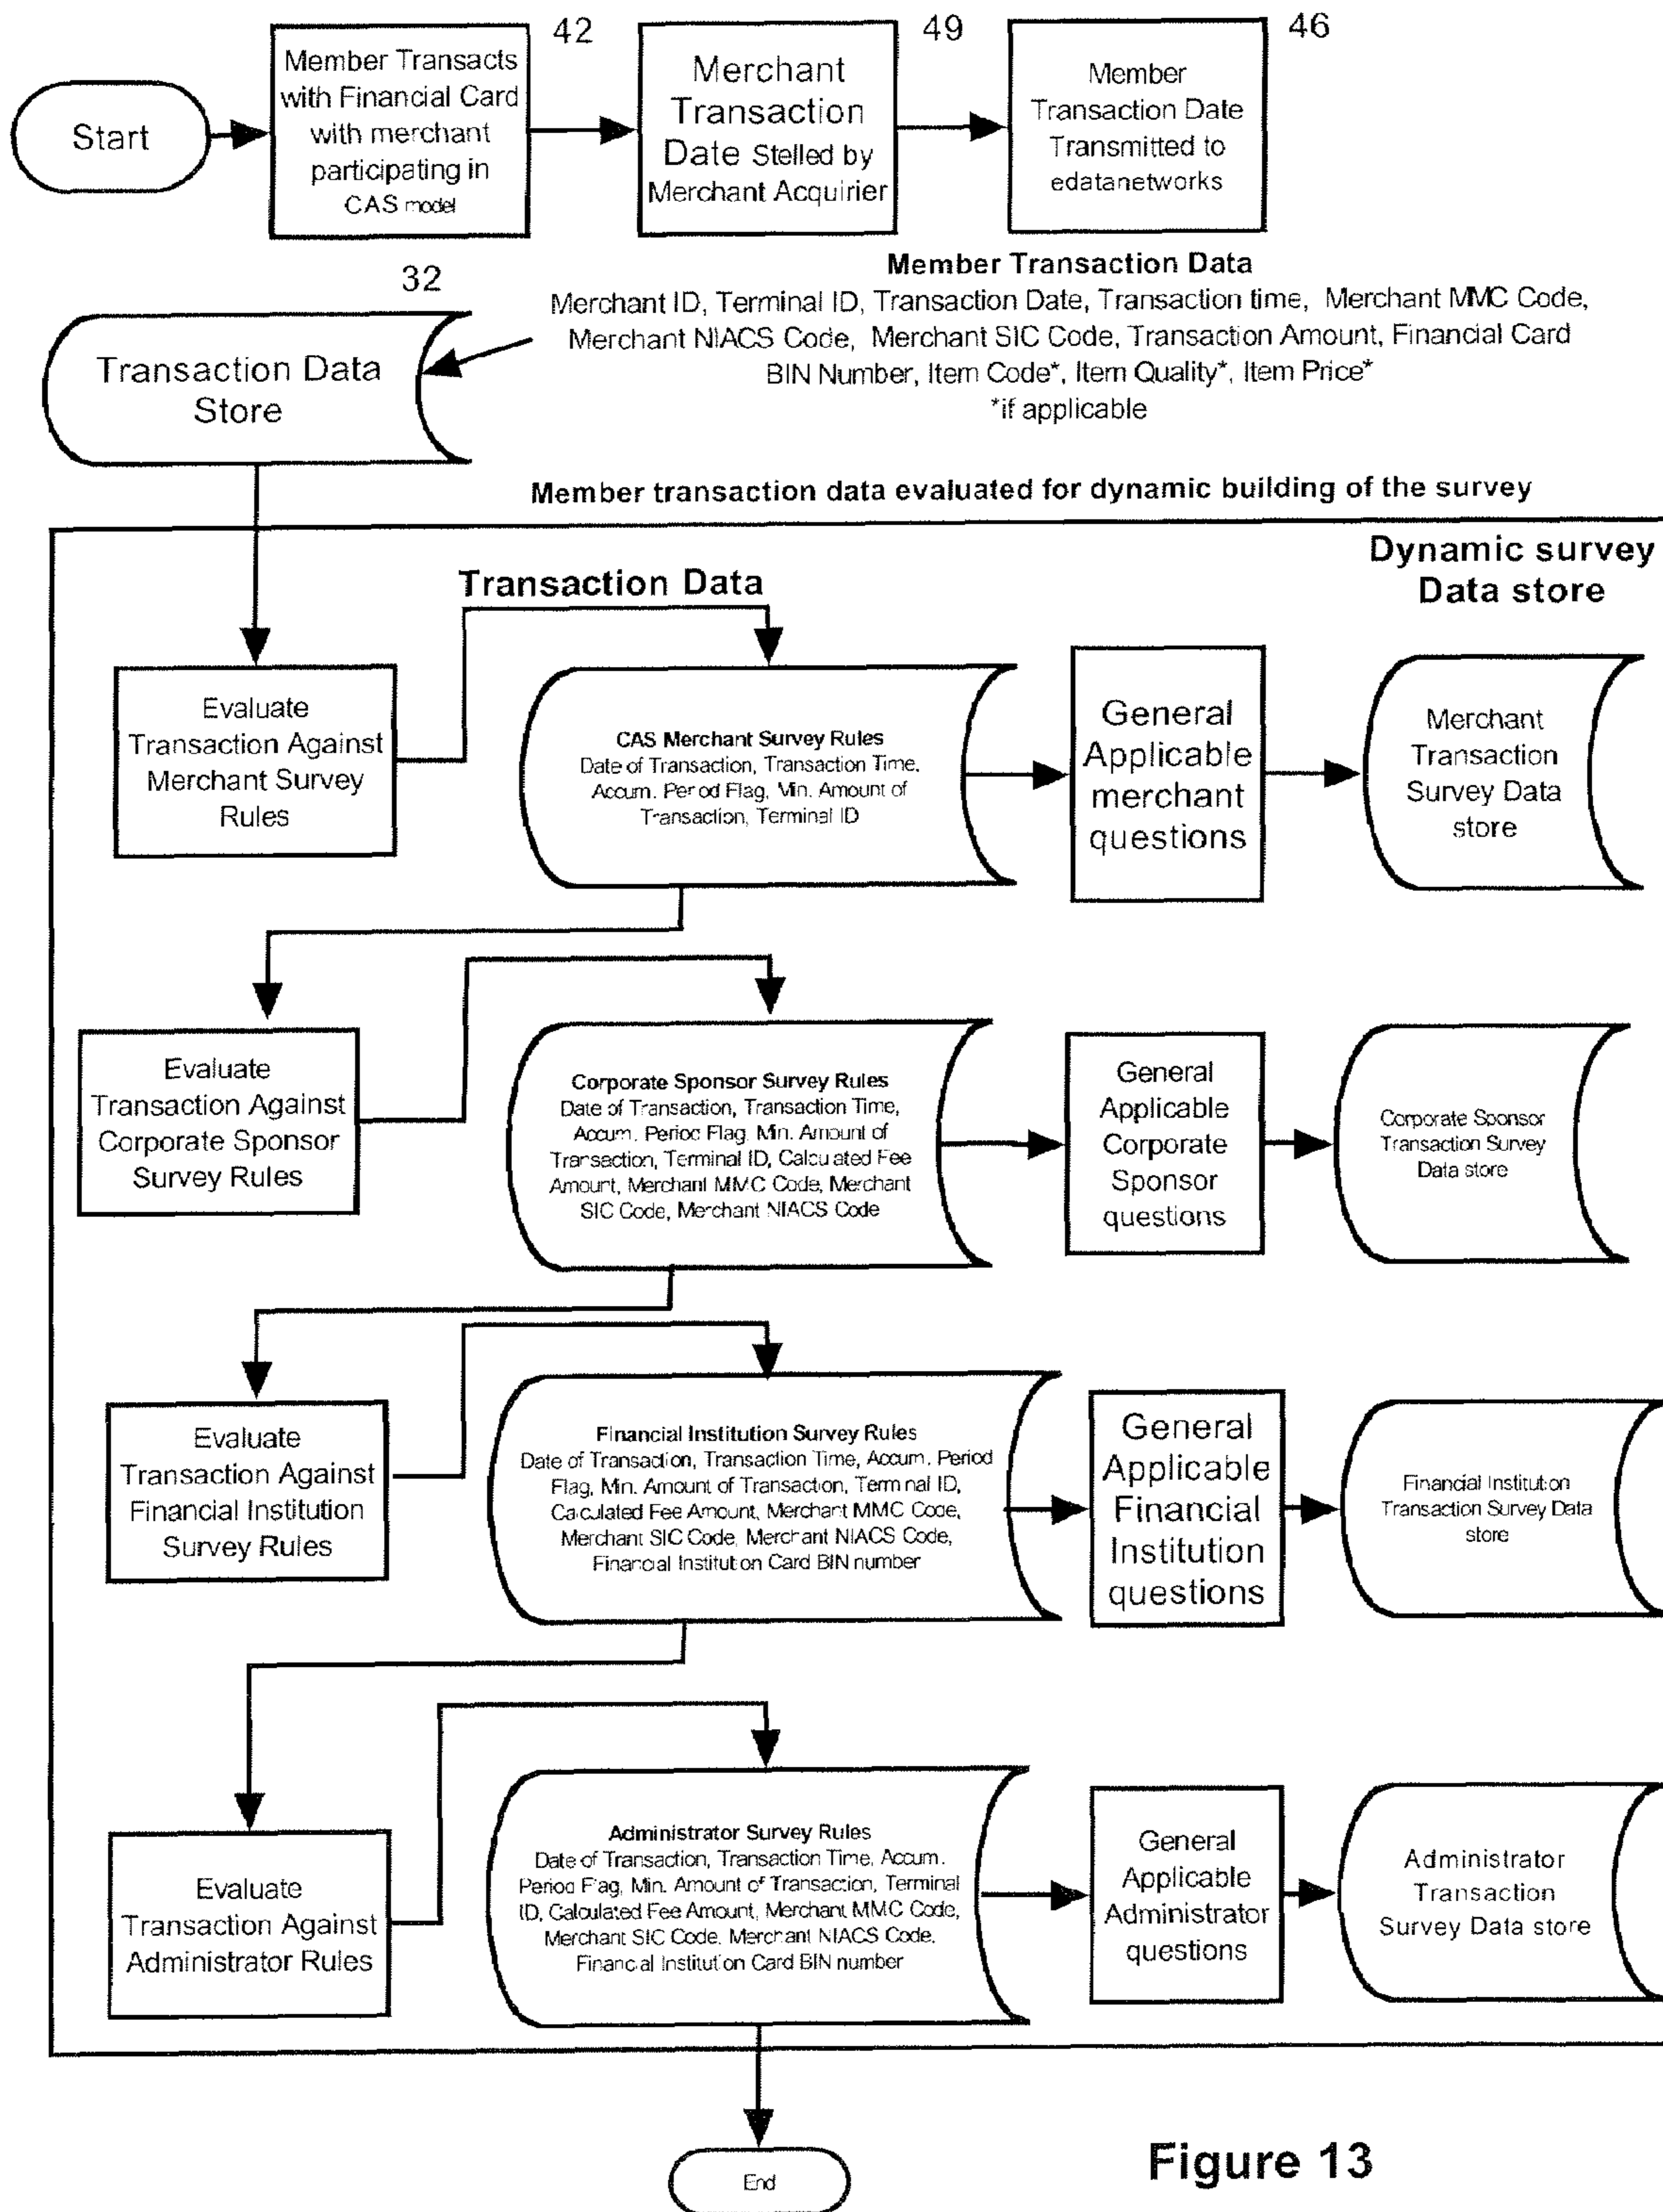 42
49
46
Start
Member Transacts
with Financial Card
with merchant
participating in
CAS model
Merchant
Transaction
Date Stelled by
Merchant Acquirier
Member
Transaction Date
Transmitted to
edatanetworks
32
Transaction Data
Store
Member Transaction Data
Merchant ID, Terminal ID, Transaction Date, Transaction time, Merchant MMC Code,
Merchant NIACS Code, Merchant SIC Code, Transaction Amount, Financial Card
BIN Number, Item Code*, Item Quality*, Item Price*
*if applicable
Member transaction data evaluated for dynamic building of the survey
Dynamic survey
Data store
Transaction Data
Evaluate
Transaction Against
Merchant Survey
Rules
CAS Merchant Survey Rules
Date of Transaction, Transaction Time,
Accum. Period Flag, Min. Amount of
Transaction, Terminal ID
General
Applicable
merchant
questions
Merchant
Transaction
Survey Data
store
Evaluate
Transaction Against
Corporate Sponsor
Survey Rules
Corporate Sponsor Survey Rules
Date of Transaction, Transaction Time,
Accum. Period Flag, Min. Amount of
Transaction, Terminal ID, Calculated Fee
Amount, Merchant MMC Code, Merchant
SIC Code, Merchant NIACS Code
General
Applicable
Corporate
Sponsor
questions
Corporate Sponsor
Transaction Survey
Data store
Evaluate
Transaction Against
Financial Institution
Survey Rules
Financial Institution Survey Rules
Date of Transaction, Transaction Time, Accum. Period
Flag, Min. Amount of Transaction, Terminal ID,
Calculated Fee Amount, Merchant MMC Code,
Merchant SIC Code, Merchant NIACS Code,
Financial Institution Card BIN number
General
Applicable
Financial
Institution
questions
Financial Institution
Transaction Survey Data
store
Evaluate
Transaction Against
Administrator Rules
Administrator Survey Rules
Date of Transaction, Transaction Time, Accum.
Period Flag, Min. Amount of Transaction, Terminal
ID, Calculated Fee Amount, Merchant MMC Code,
Merchant SIC Code, Merchant NIACS Code,
Financial Institution Card BIN number
General
Applicable
Administrator
questions
Administrator
Transaction
Survey Data store
End
Figure 13